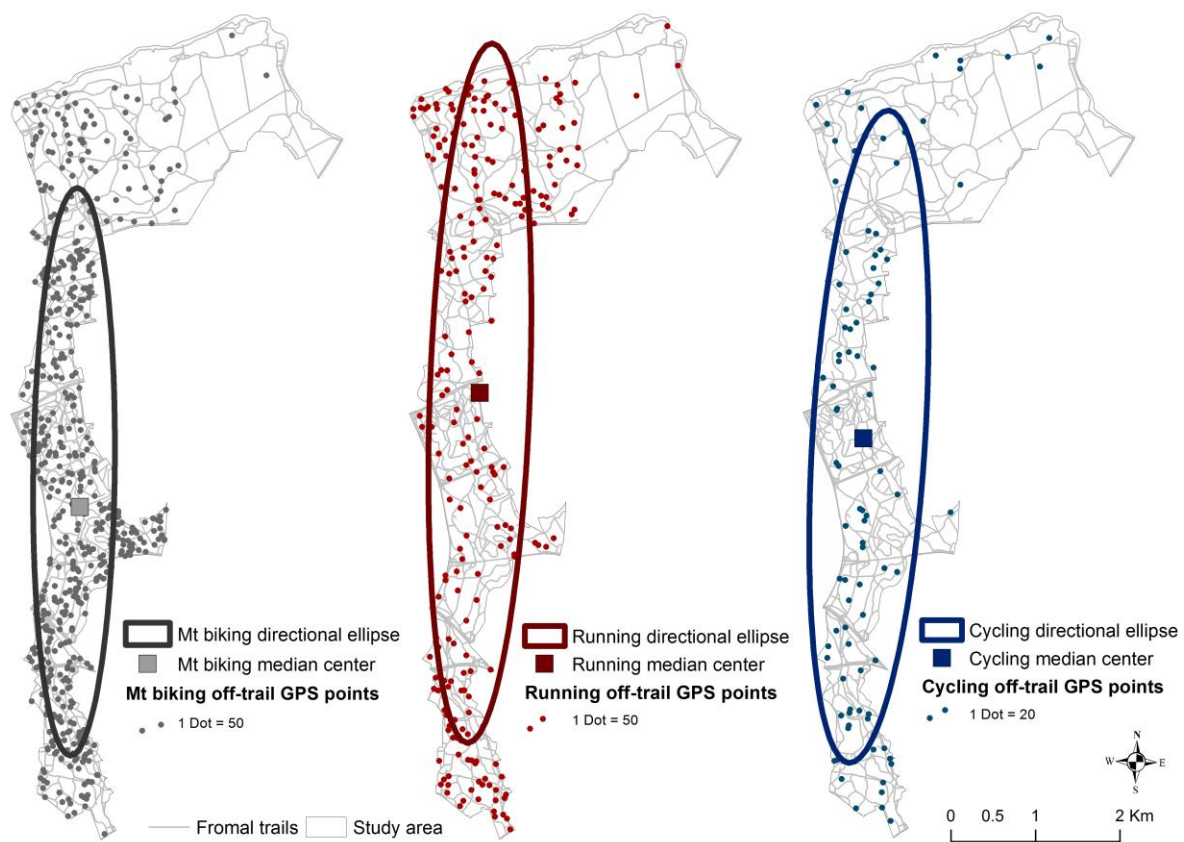 Mt biking directional ellipse
Mt biking median center
Mt biking off-trail GPS points
1 Dot = 50
Running directional ellipse
Running median center
Running off-trail GPS points
1 Dot = 50
Cycling directional ellipse
Cycling median center
Cycling off-trail GPS points
1 Dot = 20
Fromal trails
Study area
N
W
E
S
0 0.5 1 2 Km